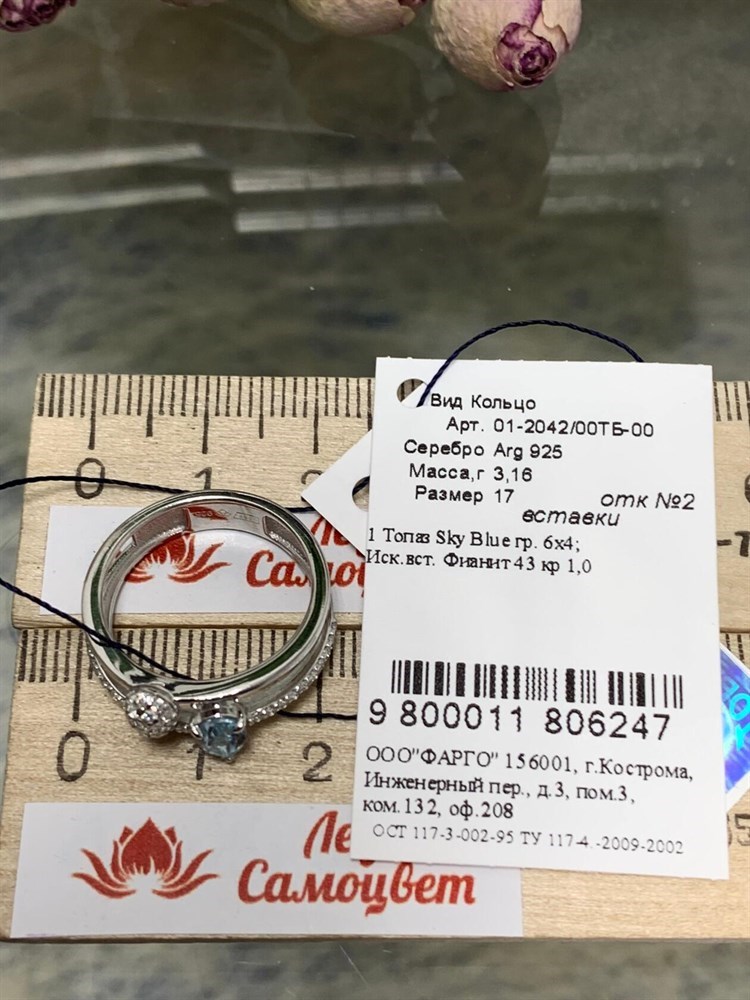 Вид Кольцо
Арт. 01-2042/00ТБ-00
Серебро Arg 925
Масса,г 3,16
Размер 17
отк №2
вставки
1 Топаз Sky Blue гр. 6х4;
Иск.вст. Фианит 43 кр 1,0
9 800011 806247
ООО"ФАРГО" 156001, г.Кострома,
Инженерный пер., д.3, пом.3,
ком.132, оф.208
ОСТ 117-3-002-95 ТУ 117-4.-2009-2002
0 1 2
0 1 2
Самоцвет